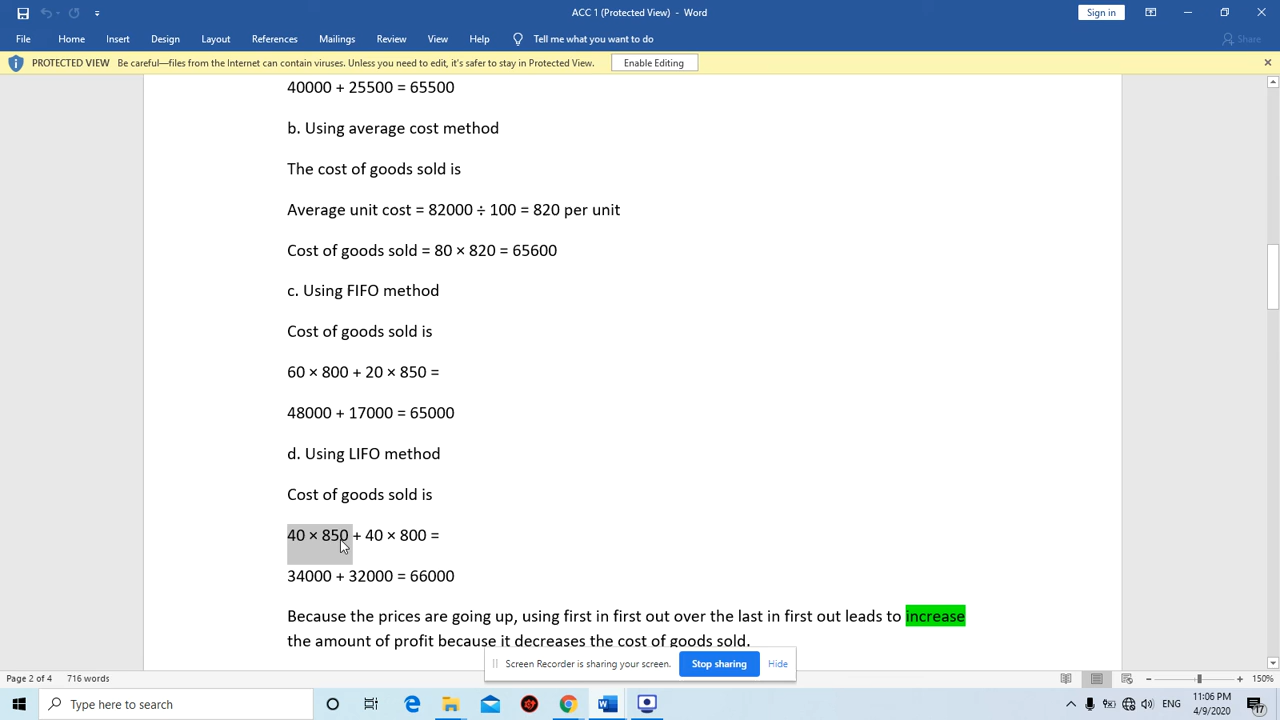 ACC 1 (Protected View) - Word
Sign in
File Home Insert Design Layout References Mailings Review View Help Tell me what you want to do Share
PROTECTED VIEW Be careful—files from the Internet can contain viruses. Unless you need to edit, it's safer to stay in Protected View. Enable Editing
40000 + 25500 = 65500
b. Using average cost method
The cost of goods sold is
Average unit cost = 82000 ÷ 100 = 820 per unit
Cost of goods sold = 80 × 820 = 65600
c. Using FIFO method
Cost of goods sold is
60 × 800 + 20 × 850 =
48000 + 17000 = 65000
d. Using LIFO method
Cost of goods sold is
40 × 850 + 40 × 800 =
34000 + 32000 = 66000
Because the prices are going up, using first in first out over the last in first out leads to increase
the amount of profit because it decreases the cost of goods sold.
Screen Recorder is sharing your screen. Stop sharing Hide
Page 2 of 4 716 words 150%
Type here to search
ENG
11:06 PM
4/9/2020
17